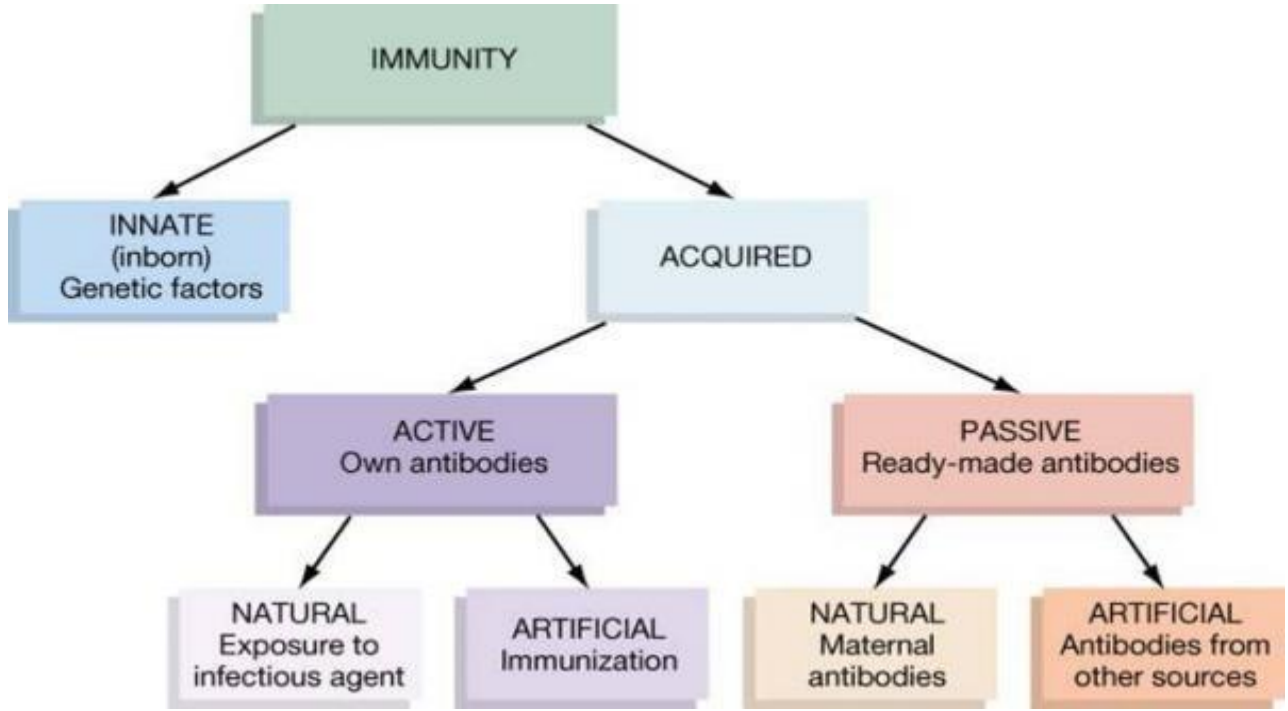 IMMUNITY
INNATE
(inborn)
Genetic factors
ACQUIRED
ACTIVE
Own antibodies
PASSIVE
Ready-made antibodies
NATURAL
Exposure to
infectious agent
ARTIFICIAL
Immunization
NATURAL
Maternal
antibodies
ARTIFICIAL
Antibodies from
other sources